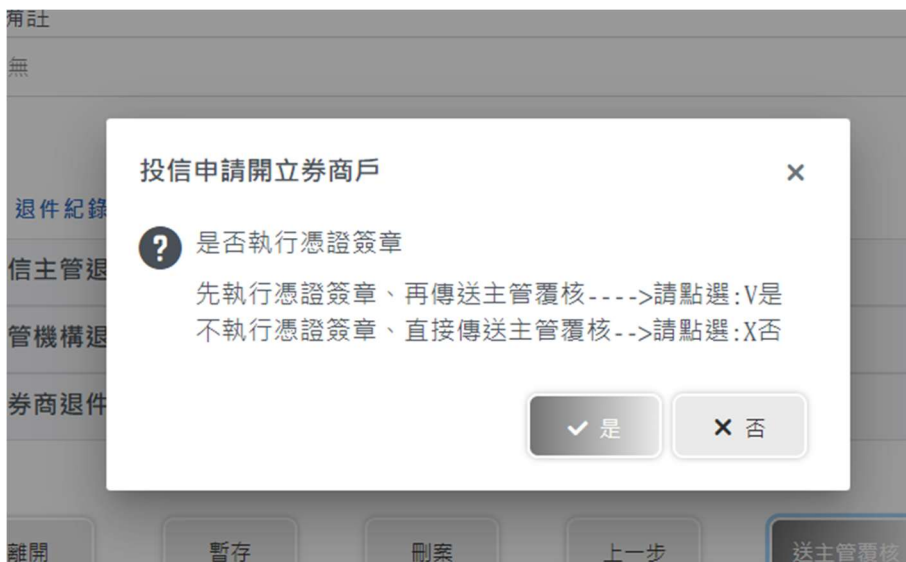 備註
無
投信申請開立券商戶
退件紀錄
是否執行憑證簽章
信主管退
先執行憑證簽章、再傳送主管覆核---->請點選:V是
不執行憑證簽章、直接傳送主管覆核-->請點選:X否
管機構退
券商退件
是
否
離開
暫存
刪案
上一步
送主管覆核